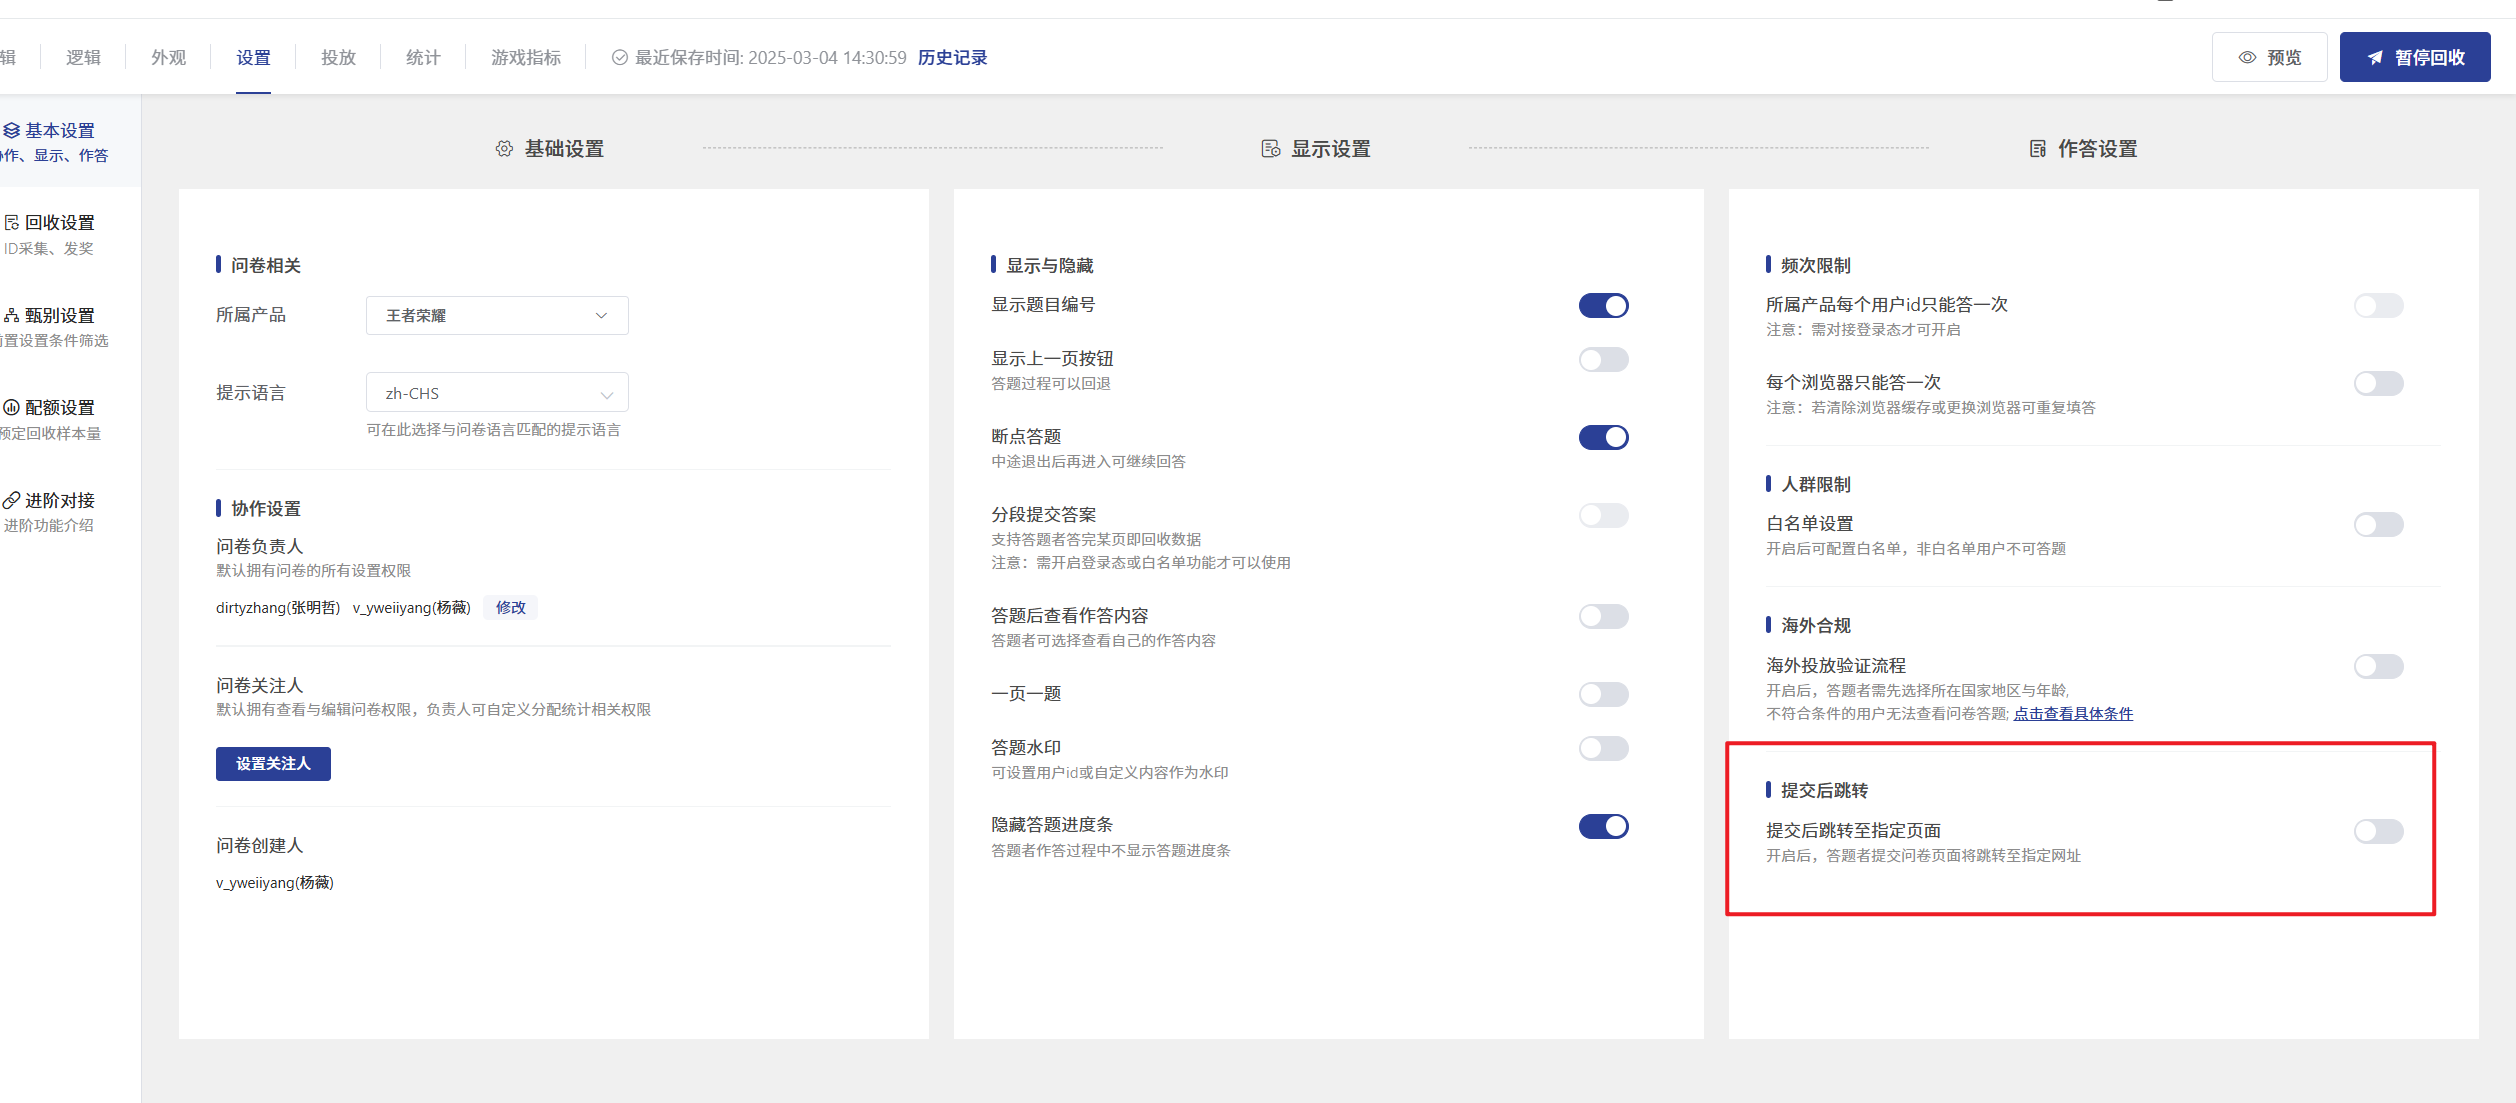 辑
逻辑
外观
设置
投放
统计
游戏指标
最近保存时间: 2025-03-04 14:30:59 历史记录
预览
暂停回收
基本设置
作、显示、作答
回收设置
ID采集、发奖
甄别设置
置设置条件筛选
配额设置
预定回收样本量
进阶对接
进阶功能介绍
基础设置
显示设置
作答设置
问卷相关
所属产品
王者荣耀
提示语言
zh-CHS
可在此选择与问卷语言匹配的提示语言
协作设置
问卷负责人
默认拥有问卷的所有设置权限
dirtyzhang(张明哲) v_yweiiyang(杨薇) 修改
问卷关注人
默认拥有查看与编辑问卷权限，负责人可自定义分配统计相关权限
设置关注人
问卷创建人
v_yweiiyang(杨薇)
显示与隐藏
显示题目编号
显示上一页按钮
答题过程可以回退
断点答题
中途退出后再进入可继续回答
分段提交答案
支持答题者答完某页即回收数据
注意：需开启登录态或白名单功能才可以使用
答题后查看作答内容
答题者可选择查看自己的作答内容
一页一题
答题水印
可设置用户id或自定义内容作为水印
隐藏答题进度条
答题者作答过程中不显示答题进度条
频次限制
所属产品每个用户id只能答一次
注意：需对接登录态才可开启
每个浏览器只能答一次
注意：若清除浏览器缓存或更换浏览器可重复填答
人群限制
白名单设置
开启后可配置白名单，非白名单用户不可答题
海外合规
海外投放验证流程
开启后，答题者需先选择所在国家地区与年龄,
不符合条件的用户无法查看问卷答题; 点击查看具体条件
提交后跳转
提交后跳转至指定页面
开启后，答题者提交问卷页面将跳转至指定网址